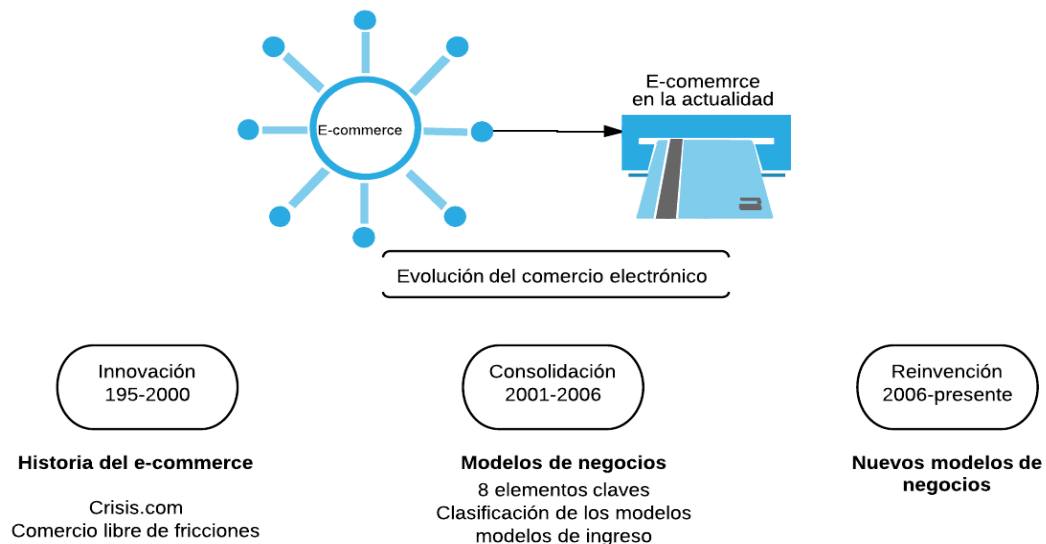 E-commerce
E-comemrce
en la actualidad
Evolución del comercio electrónico
Innovación
195-2000
Consolidación
2001-2006
Reinvención
2006-presente
Historia del e-commerce
Crisis.com
Comercio libre de fricciones
Modelos de negocios
8 elementos claves
Clasificación de los modelos
modelos de ingreso
Nuevos modelos de
negocios